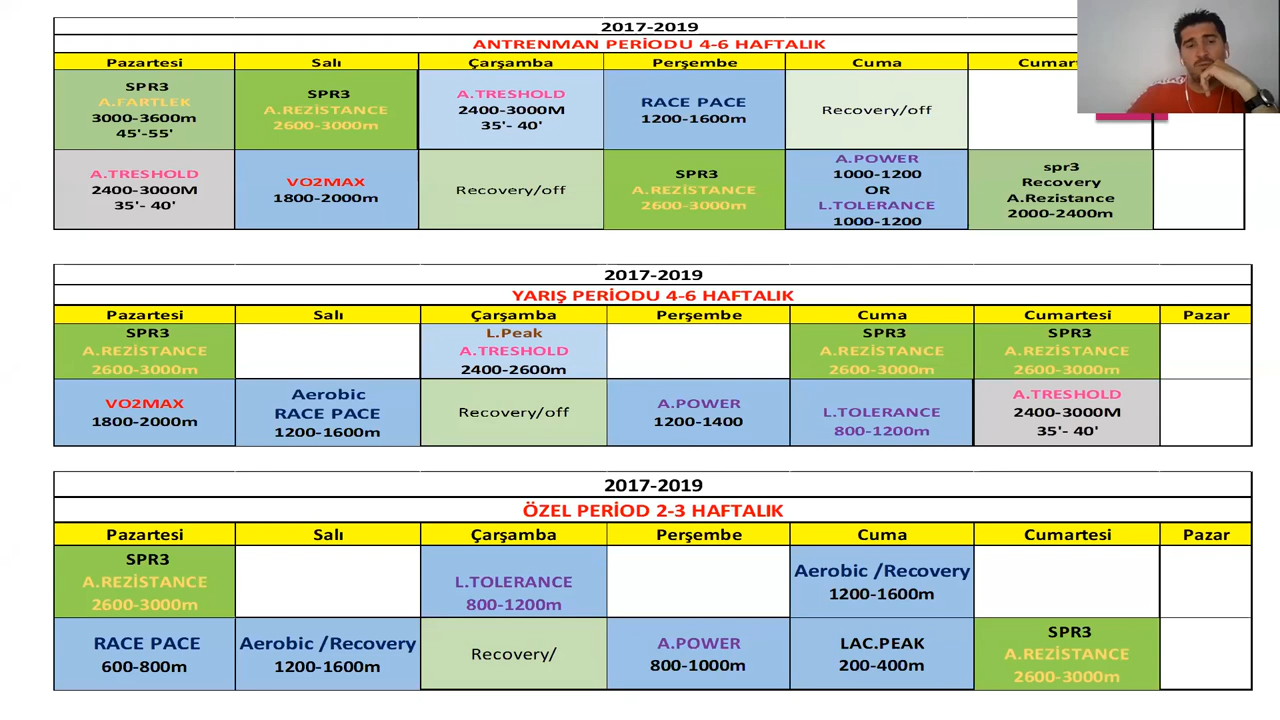 2017-2019
ANTRENMAN PERİODU 4-6 HAFTALIK
Pazartesi Salı Çarşamba Perşembe Cuma
SPR3
A.FARTLEK
3000-3600m
45'-55'
SPR3
A.REZİSTANCE
2600-3000m
A.TRESHOLD
2400-3000M
35'- 40'
RACE PACE
1200-1600m
Recovery/off
A.TRESHOLD
2400-3000M
35'- 40'
VO2MAX
1800-2000m
Recovery/off
SPR3
A.REZİSTANCE
2600-3000m
A.POWER
1000-1200
OR
L.TOLERANCE
1000-1200
spr3
Recovery
A.Rezistance
2000-2400m
2017-2019
YARIŞ PERİODU 4-6 HAFTALIK
Pazartesi Salı Çarşamba Perşembe Cuma Cumartesi Pazar
SPR3
A.REZİSTANCE
2600-3000m
L.Peak
A.TRESHOLD
2400-2600m
SPR3
A.REZİSTANCE
2600-3000m
SPR3
A.REZİSTANCE
2600-3000m
VO2MAX
1800-2000m
Aerobic
RACE PACE
1200-1600m
Recovery/off
A.POWER
1200-1400
L.TOLERANCE
800-1200m
A.TRESHOLD
2400-3000M
35'- 40'
2017-2019
ÖZEL PERİOD 2-3 HAFTALIK
Pazartesi Salı Çarşamba Perşembe Cuma Cumartesi Pazar
SPR3
A.REZİSTANCE
2600-3000m
L.TOLERANCE
800-1200m
Aerobic /Recovery
1200-1600m
RACE PACE
600-800m
Aerobic /Recovery
1200-1600m
Recovery/
A.POWER
800-1000m
LAC.PEAK
200-400m
SPR3
A.REZİSTANCE
2600-3000m